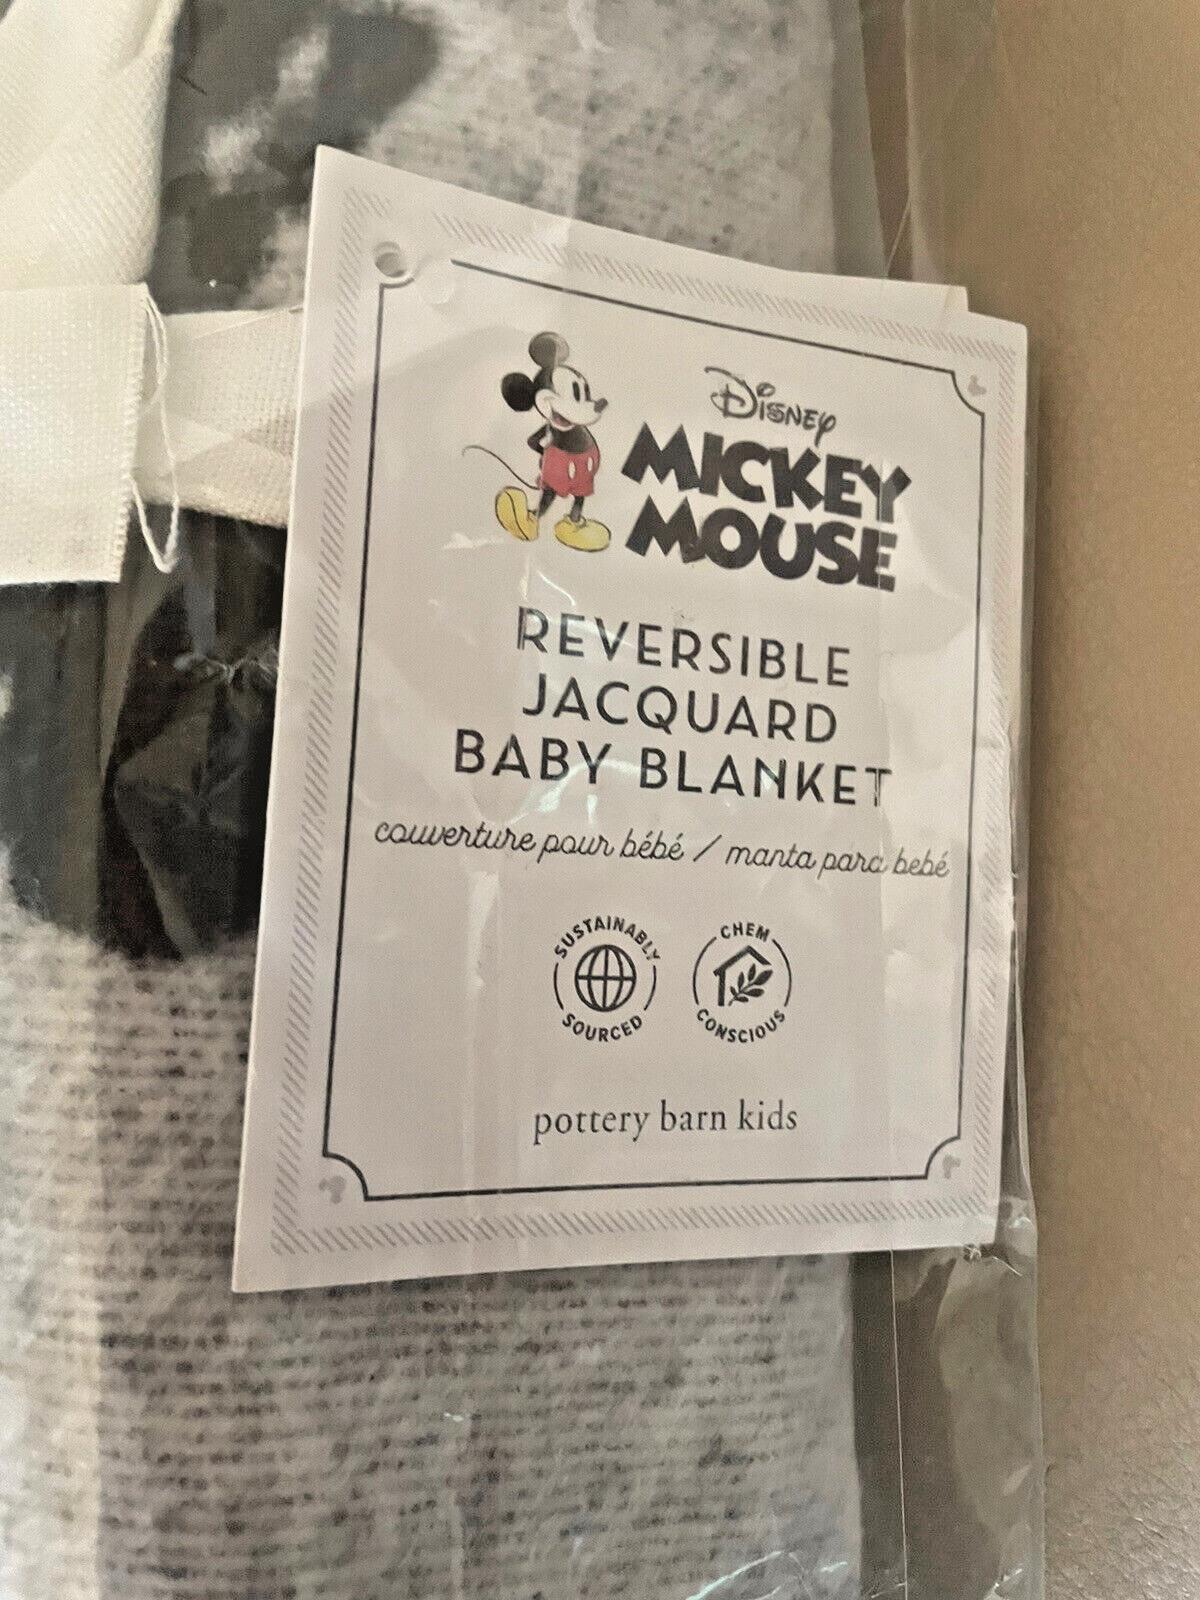 Disney
MICKEY
MOUSE
REVERSIBLE
JACQUARD
BABY BLANKET
couverture pour bébé / manta para bebé
SUSTAINABLY
SOURCED
CHEM
CONSCIOUS
pottery barn kids